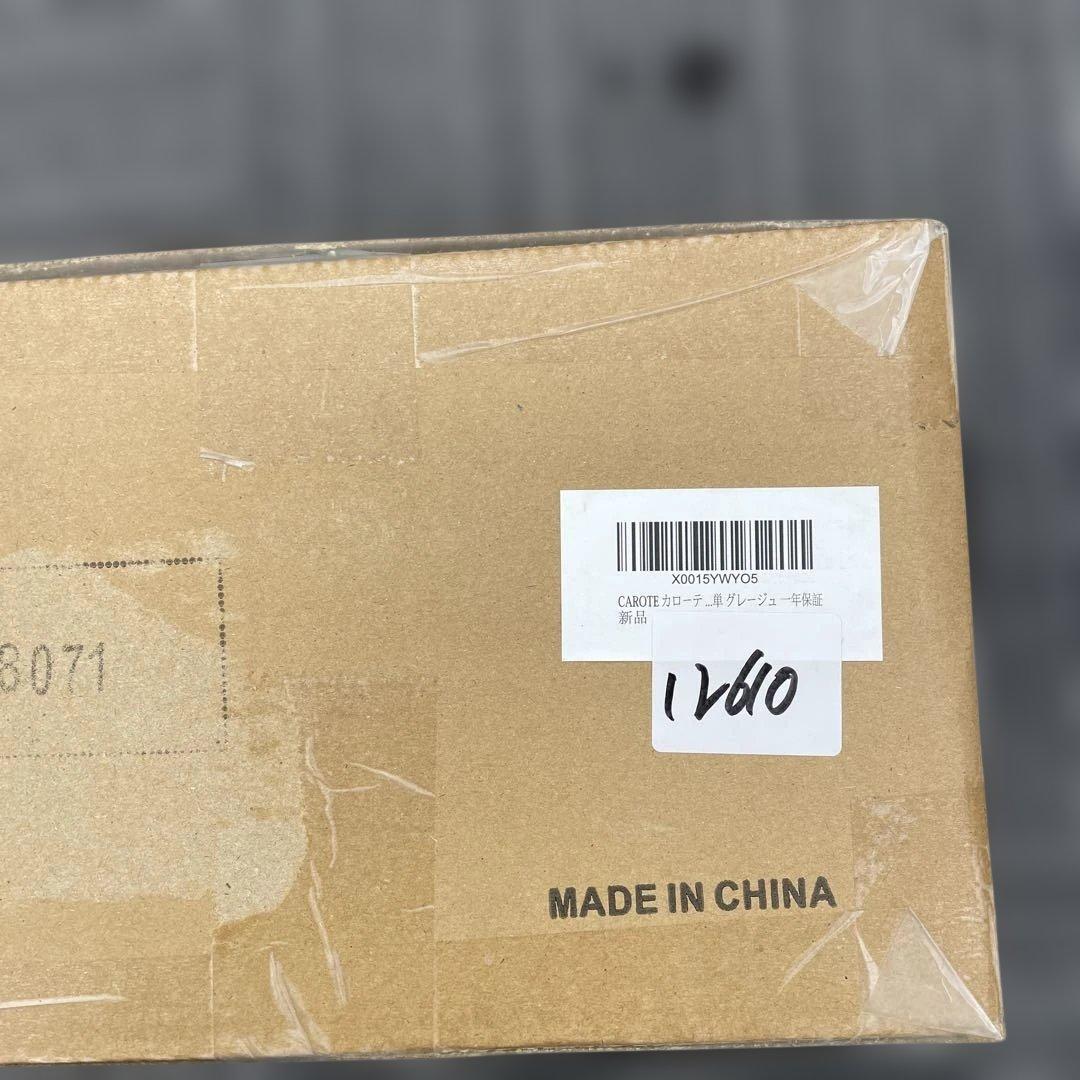 X0015YWYO5
CAROTE カローテ ...単 グレージュ 一年保証
新品
12610
8071
MADE IN CHINA